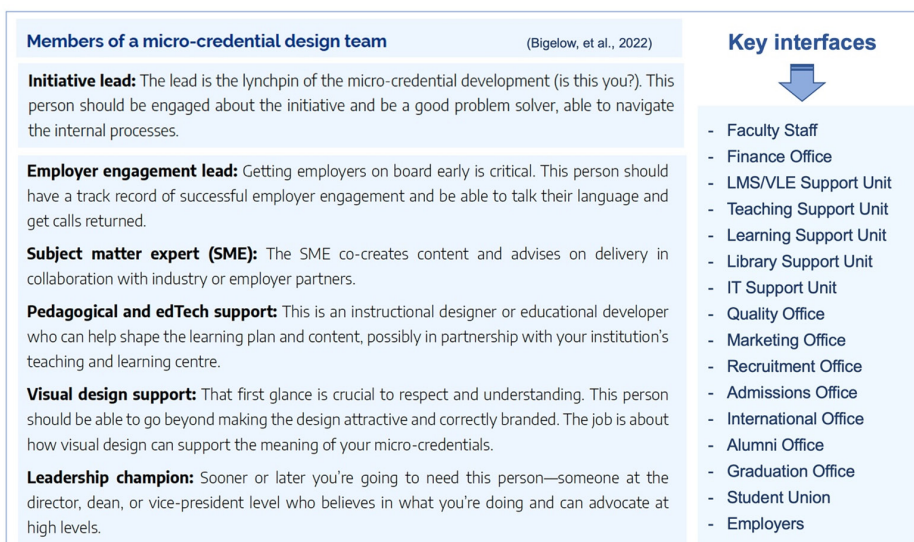 Members of a micro-credential design team
(Bigelow, et al., 2022)
Initiative lead: The lead is the lynchpin of the micro-credential development (is this you?). This
person should be engaged about the initiative and be a good problem solver, able to navigate
the internal processes.
Employer engagement lead: Getting employers on board early is critical. This person should
have a track record of successful employer engagement and be able to talk their language and
get calls returned.
Subject matter expert (SME): The SME co-creates content and advises on delivery in
collaboration with industry or employer partners.
Pedagogical and edTech support: This is an instructional designer or educational developer
who can help shape the learning plan and content, possibly in partnership with your institution's
teaching and learning centre.
Visual design support: That first glance is crucial to respect and understanding. This person
should be able to go beyond making the design attractive and correctly branded. The job is about
how visual design can support the meaning of your micro-credentials.
Leadership champion: Sooner or later you're going to need this person—someone at the
director, dean, or vice-president level who believes in what you're doing and can advocate at
high levels.
Key interfaces
- Faculty Staff
- Finance Office
- LMS/VLE Support Unit
- Teaching Support Unit
- Learning Support Unit
- Library Support Unit
- IT Support Unit
- Quality Office
- Marketing Office
- Recruitment Office
- Admissions Office
- International Office
- Alumni Office
- Graduation Office
- Student Union
- Employers